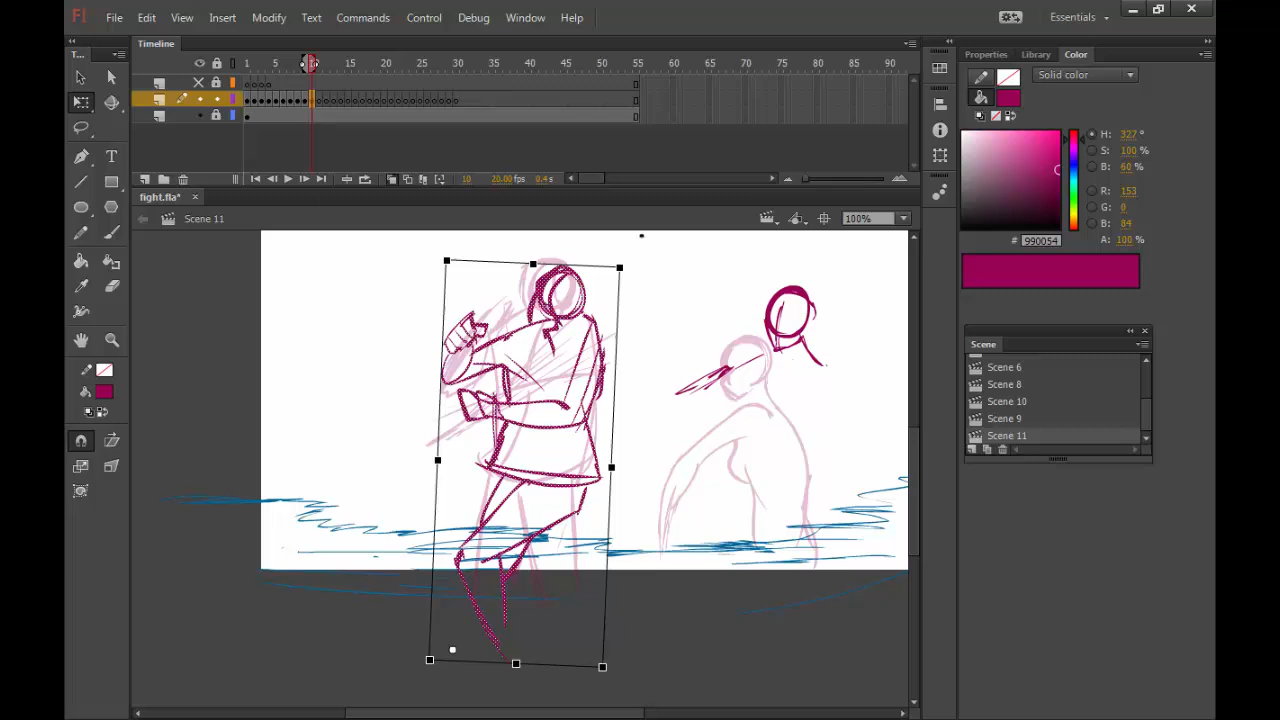 Fl File Edit View Insert Modify Text Commands Control Debug Window Help Essentials
Timeline
1 5 10 15 20 25 30 35 40 45 50 55 60 65 70 75 80 85 90
10 20.00 fps 0.4 s
fight.fla*
Scene 11 100%
T...
Properties Library Color
Solid color
H: 327 °
S: 100 %
B: 60 %
R: 153
G: 0
B: 84
A: 100 %
# 990054
Scene
Scene 6
Scene 8
Scene 10
Scene 9
Scene 11